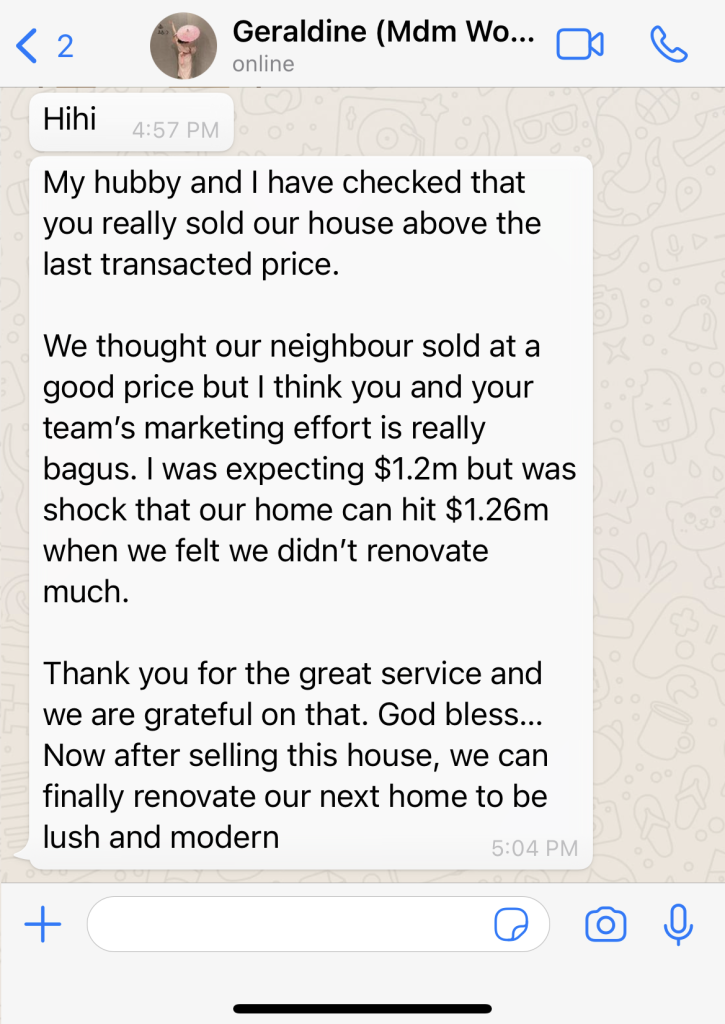 2
Geraldine (Mdm Wo...
online
Hihi
4:57 PM
My hubby and I have checked that
you really sold our house above the
last transacted price.
We thought our neighbour sold at a
good price but I think you and your
team’s marketing effort is really
bagus. I was expecting $1.2m but was
shock that our home can hit $1.26m
when we felt we didn’t renovate
much.
Thank you for the great service and
we are grateful on that. God bless...
Now after selling this house, we can
finally renovate our next home to be
lush and modern
5:04 PM